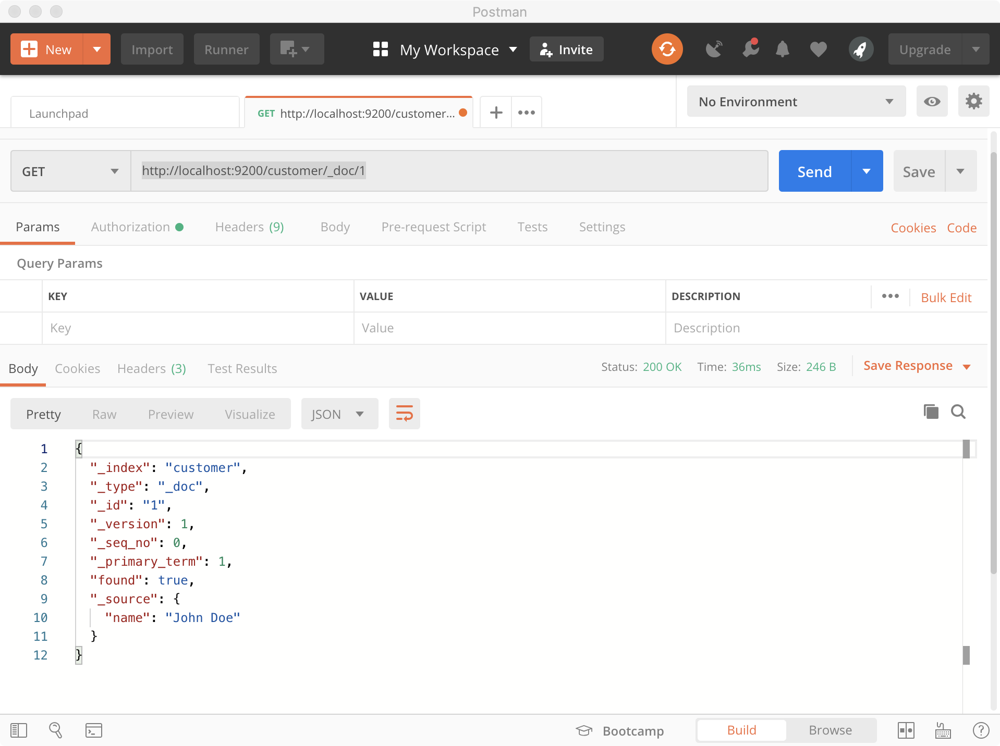 Postman
New Import Runner My Workspace Invite Upgrade
Launchpad GET http://localhost:9200/customer... No Environment
GET http://localhost:9200/customer/_doc/1 Send Save
Params Authorization Headers (9) Body Pre-request Script Tests Settings Cookies Code
Query Params
KEY VALUE DESCRIPTION Bulk Edit
Key Value Description
Body Cookies Headers (3) Test Results Status: 200 OK Time: 36ms Size: 246 B Save Response
Pretty Raw Preview Visualize JSON
1 {
2 "_index": "customer",
3 "_type": "_doc",
4 "_id": "1",
5 "_version": 1,
6 "_seq_no": 0,
7 "_primary_term": 1,
8 "found": true,
9 "_source": {
10 "name": "John Doe"
11 }
12 }
Bootcamp Build Browse